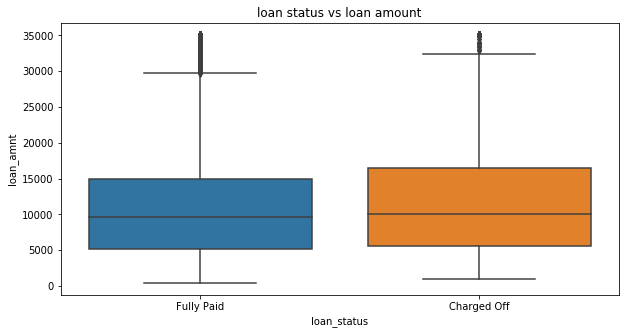 loan status vs loan amount
35000
30000
25000
20000
15000
10000
5000
0
loan_amnt
Fully Paid
Charged Off
loan_status